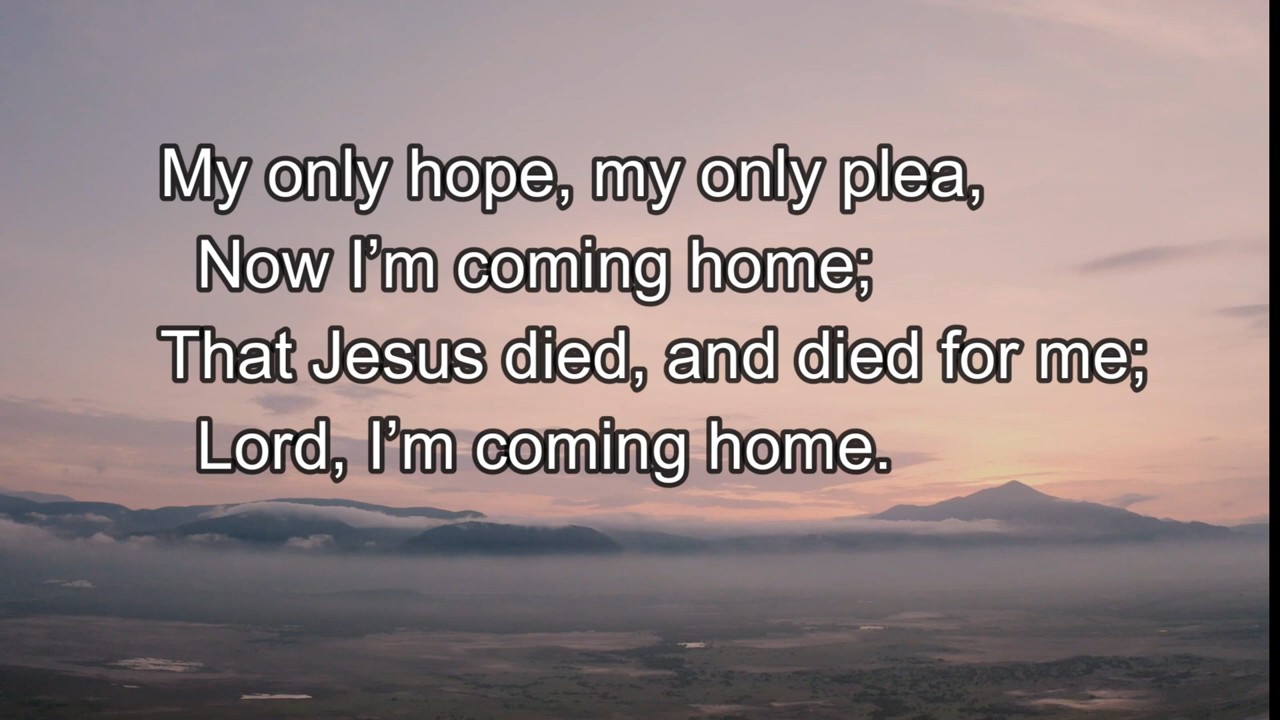 My only hope, my only plea,
Now I’m coming home;
That Jesus died, and died for me;
Lord, I’m coming home.